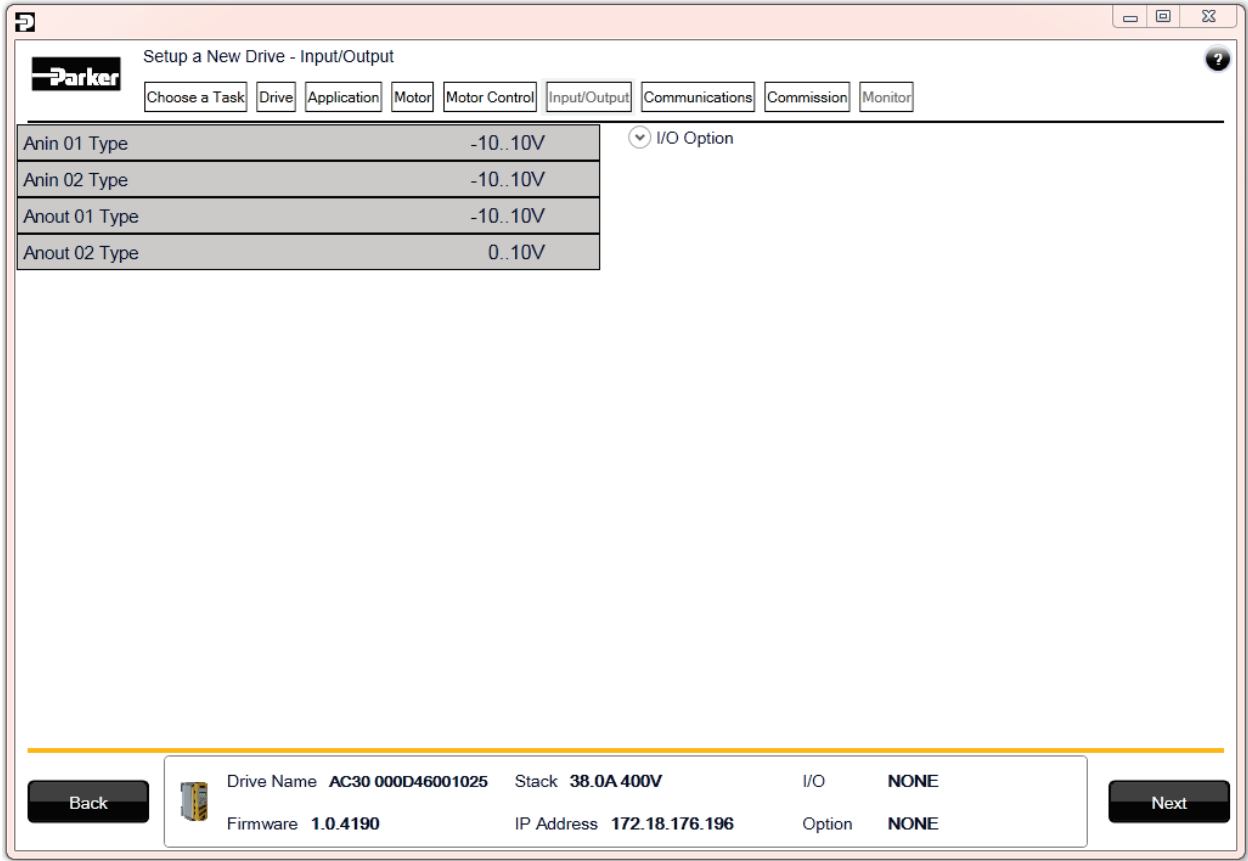 Setup a New Drive - Input/Output
?
Parker
Choose a Task Drive Application Motor Motor Control Input/Output Communications Commission Monitor
Anin 01 Type -10..10V
I/O Option
Anin 02 Type -10..10V
Anout 01 Type -10..10V
Anout 02 Type 0..10V
Back
Drive Name AC30 000D46001025 Stack 38.0A 400V I/O NONE
Firmware 1.0.4190 IP Address 172.18.176.196 Option NONE
Next